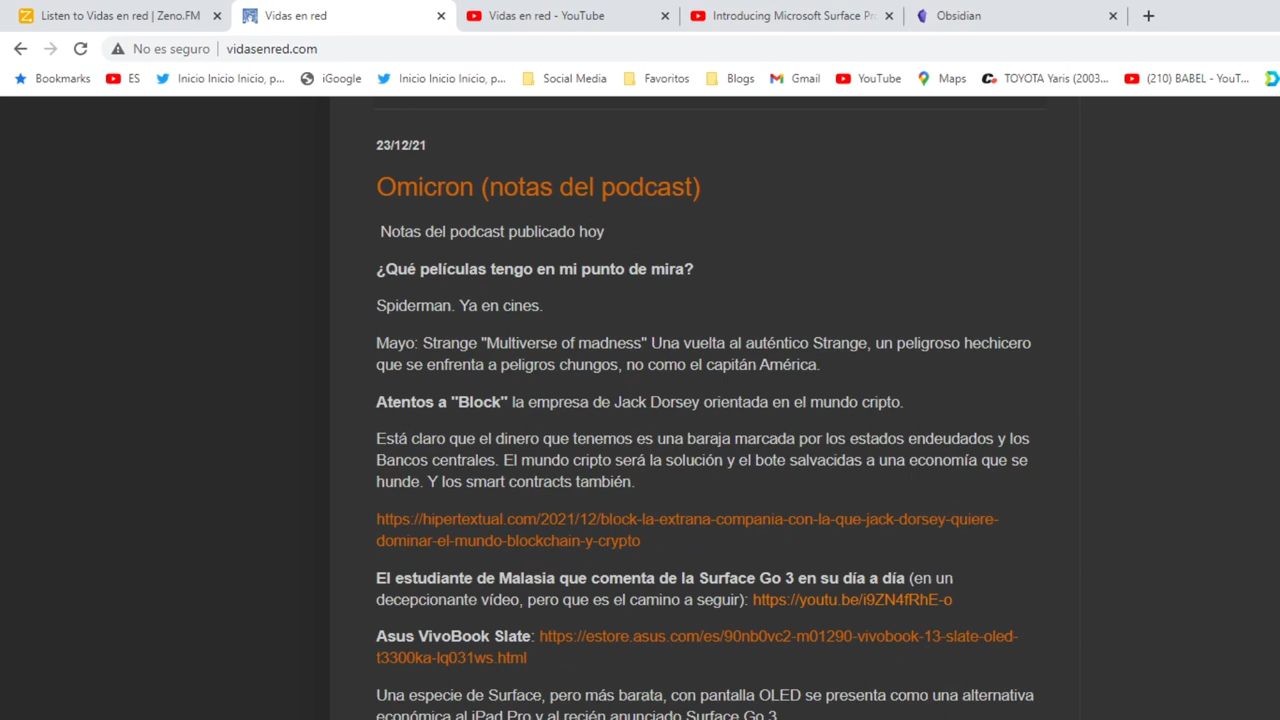 Listen to Vidas en red | Zeno.FM
Vidas en red
Vidas en red - YouTube
Introducing Microsoft Surface Pro
Obsidian
No es seguro
vidasenred.com
Bookmarks
ES
Inicio Inicio Inicio, p...
iGoogle
Inicio Inicio Inicio, p...
Social Media
Favoritos
Blogs
Gmail
YouTube
Maps
TOYOTA Yaris (2003...
(210) BABEL - YouT...
23/12/21
Omicron (notas del podcast)
Notas del podcast publicado hoy
¿Qué películas tengo en mi punto de mira?
Spiderman. Ya en cines.
Mayo: Strange "Multiverse of madness" Una vuelta al auténtico Strange, un peligroso hechicero
que se enfrenta a peligros chungos, no como el capitán América.
Atentos a "Block" la empresa de Jack Dorsey orientada en el mundo cripto.
Está claro que el dinero que tenemos es una baraja marcada por los estados endeudados y los
Bancos centrales. El mundo cripto será la solución y el bote salvacidas a una economía que se
hunde. Y los smart contracts también.
https://hipertextual.com/2021/12/block-la-extrana-compania-con-la-que-jack-dorsey-quiere-
dominar-el-mundo-blockchain-y-crypto
El estudiante de Malasia que comenta de la Surface Go 3 en su día a día (en un
decepcionante vídeo, pero que es el camino a seguir): https://youtu.be/i9ZN4fRhE-o
Asus VivoBook Slate: https://estore.asus.com/es/90nb0vc2-m01290-vivobook-13-slate-oled-
t3300ka-lq031ws.html
Una especie de Surface, pero más barata, con pantalla OLED se presenta como una alternativa
económica al iPad Pro y al recién anunciado Surface Go 3